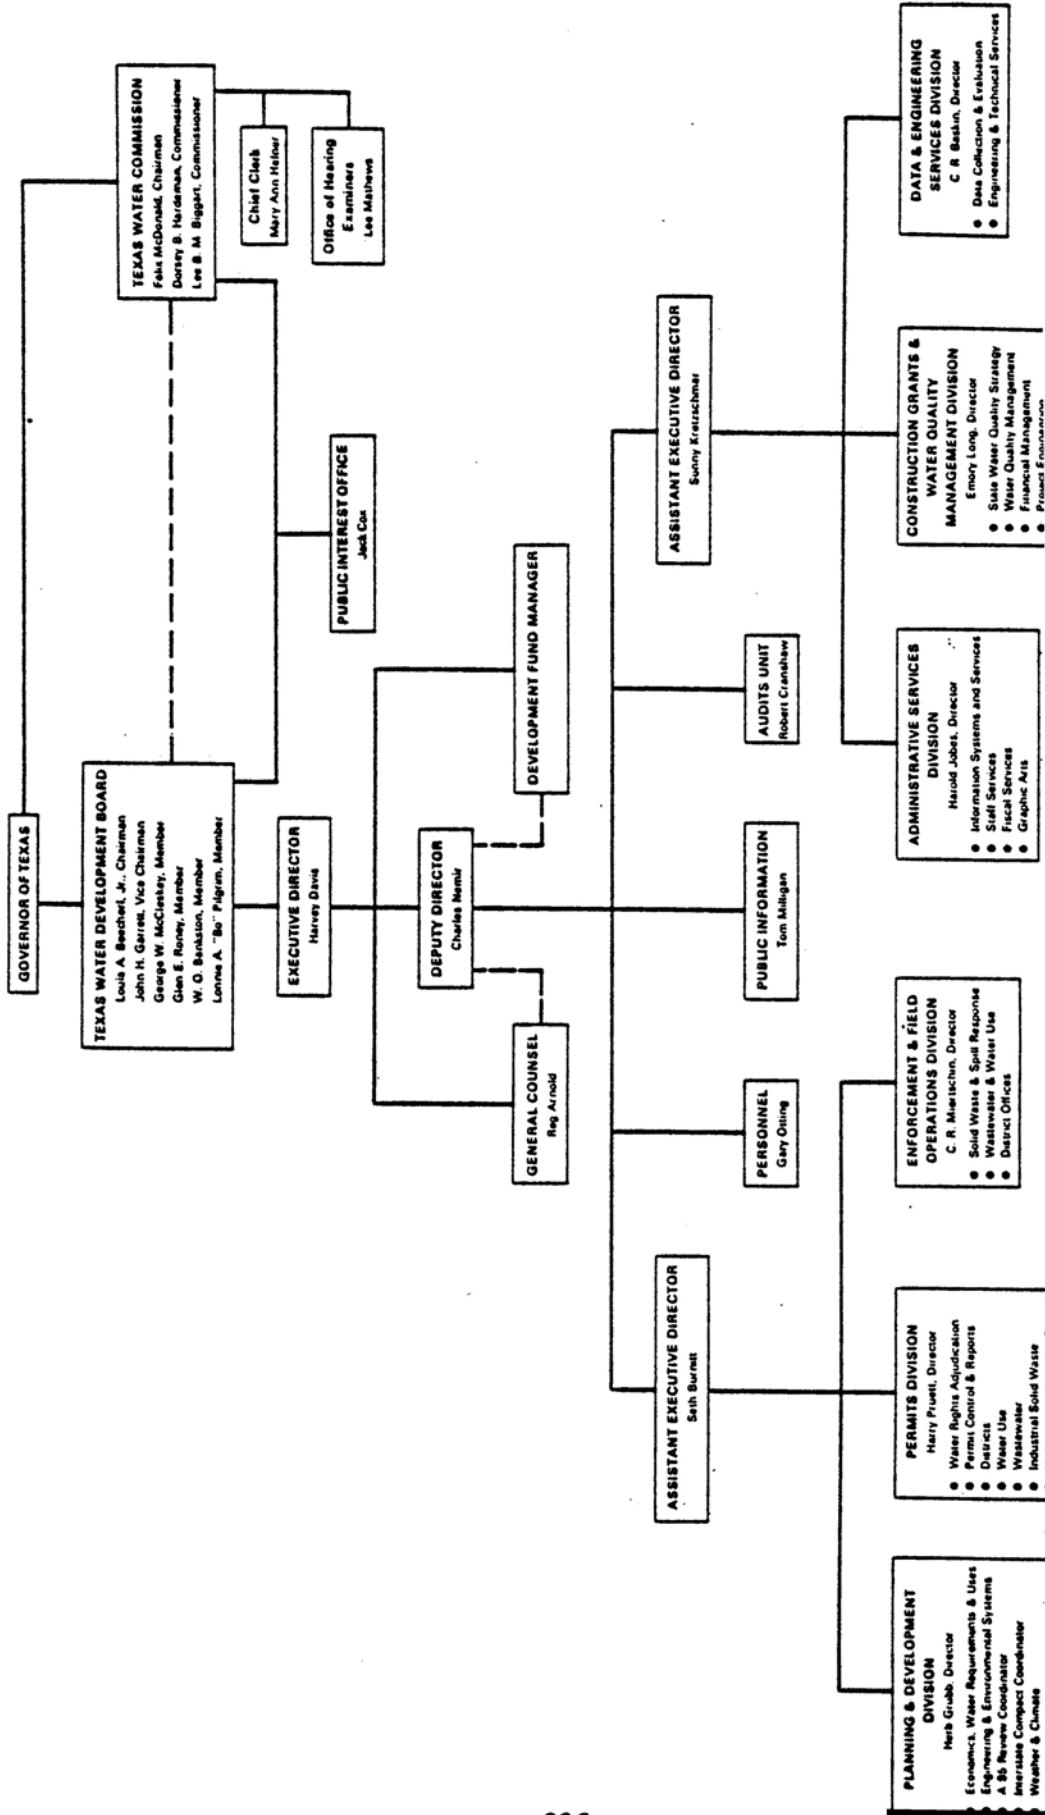 GOVERNOR OF TEXAS
TEXAS WATER DEVELOPMENT BOARD
Louis A. Beecherl, Jr., Chairman
John H. Garrett, Vice Chairman
George W. McCleskey, Member
Glen E. Roney, Member
W. O. Bankston, Member
Lonnie A. "Bo" Pilgrim, Member
TEXAS WATER COMMISSION
Felix McDonald, Chairman
Dorsey B. Hardeman, Commissioner
Lee B. M. Biggart, Commissioner
Chief Clerk
Mary Ann Hefner
Office of Hearing
Examiners
Lee Mathews
PUBLIC INTEREST OFFICE
Jack Cox
EXECUTIVE DIRECTOR
Harvey Davis
DEPUTY DIRECTOR
Charles Nemir
GENERAL COUNSEL
Reg Arnold
DEVELOPMENT FUND MANAGER
ASSISTANT EXECUTIVE DIRECTOR
Seth Burnitt
PERSONNEL
Gary Otting
PUBLIC INFORMATION
Tom Milligan
AUDITS UNIT
Robert Cranshaw
ASSISTANT EXECUTIVE DIRECTOR
Sunny Kretzschmar
PLANNING & DEVELOPMENT
DIVISION
Herb Grubb, Director
Economics, Water Requirements & Uses
● Engineering & Environmental Systems
● A 95 Review Coordinator
● Interstate Compact Coordinator
● Weather & Climate
PERMITS DIVISION
Harry Pruett, Director
● Water Rights Adjudication
● Permit Control & Reports
● Districts
● Water Use
● Wastewater
● Industrial Solid Waste
ENFORCEMENT & FIELD
OPERATIONS DIVISION
C. R. Miertschin, Director
● Solid Waste & Spill Response
● Wastewater & Water Use
● District Offices
ADMINISTRATIVE SERVICES
DIVISION
Harold Jobes, Director
● Information Systems and Services
● Staff Services
● Fiscal Services
● Graphic Arts
CONSTRUCTION GRANTS &
WATER QUALITY
MANAGEMENT DIVISION
Emory Long, Director
● State Water Quality Strategy
● Water Quality Management
● Financial Management
● Project Engineering
DATA & ENGINEERING
SERVICES DIVISION
C R Baskin, Director
● Data Collection & Evaluation
● Engineering & Technical Services